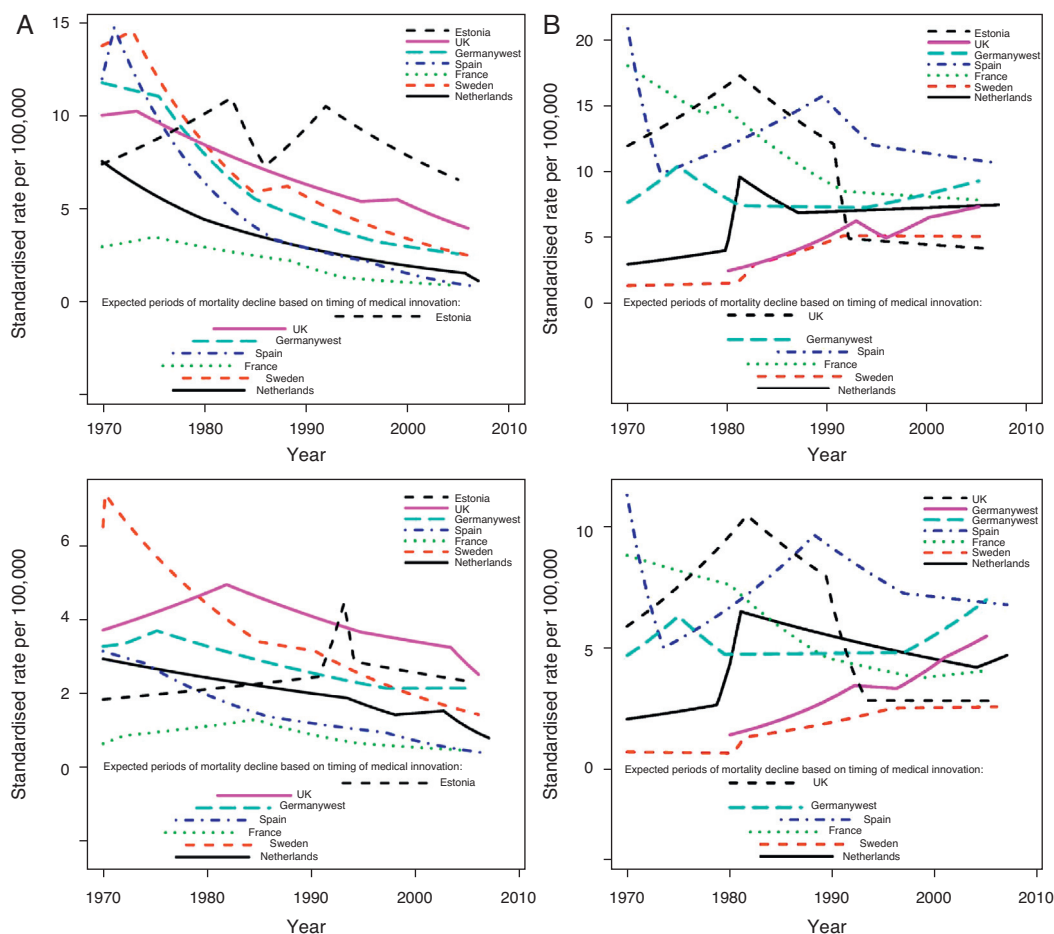 A
Standardised rate per 100,000
15
10
5
0
Estonia
UK
Germanywest
Spain
France
Sweden
Netherlands
Expected periods of mortality decline based on timing of medical innovation:
Estonia
UK
Germanywest
Spain
France
Sweden
Netherlands
1970 1980 1990 2000 2010
Year
B
Standardised rate per 100,000
20
15
10
5
0
Estonia
UK
Germanywest
Spain
France
Sweden
Netherlands
Expected periods of mortality decline based on timing of medical innovation:
UK
Germanywest
Spain
France
Sweden
Netherlands
1970 1980 1990 2000 2010
Year
Standardised rate per 100,000
6
4
2
0
Estonia
UK
Germanywest
Spain
France
Sweden
Netherlands
Expected periods of mortality decline based on timing of medical innovation:
Estonia
UK
Germanywest
Spain
France
Sweden
Netherlands
1970 1980 1990 2000 2010
Year
Standardised rate per 100,000
10
5
0
UK
Germanywest
Germanywest
Spain
France
Sweden
Netherlands
Expected periods of mortality decline based on timing of medical innovation:
UK
Germanywest
Spain
France
Sweden
Netherlands
1970 1980 1990 2000 2010
Year